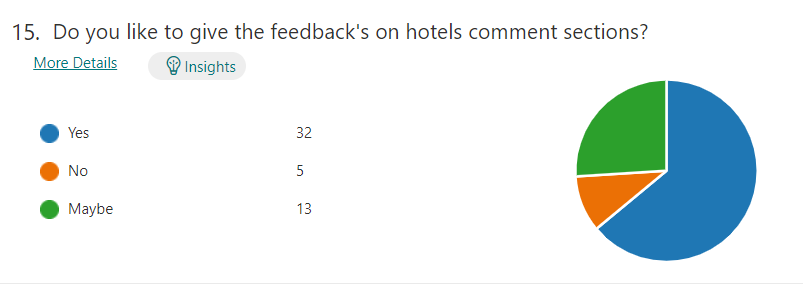 15. Do you like to give the feedback's on hotels comment sections?
More Details Insights
Yes 32
No 5
Maybe 13